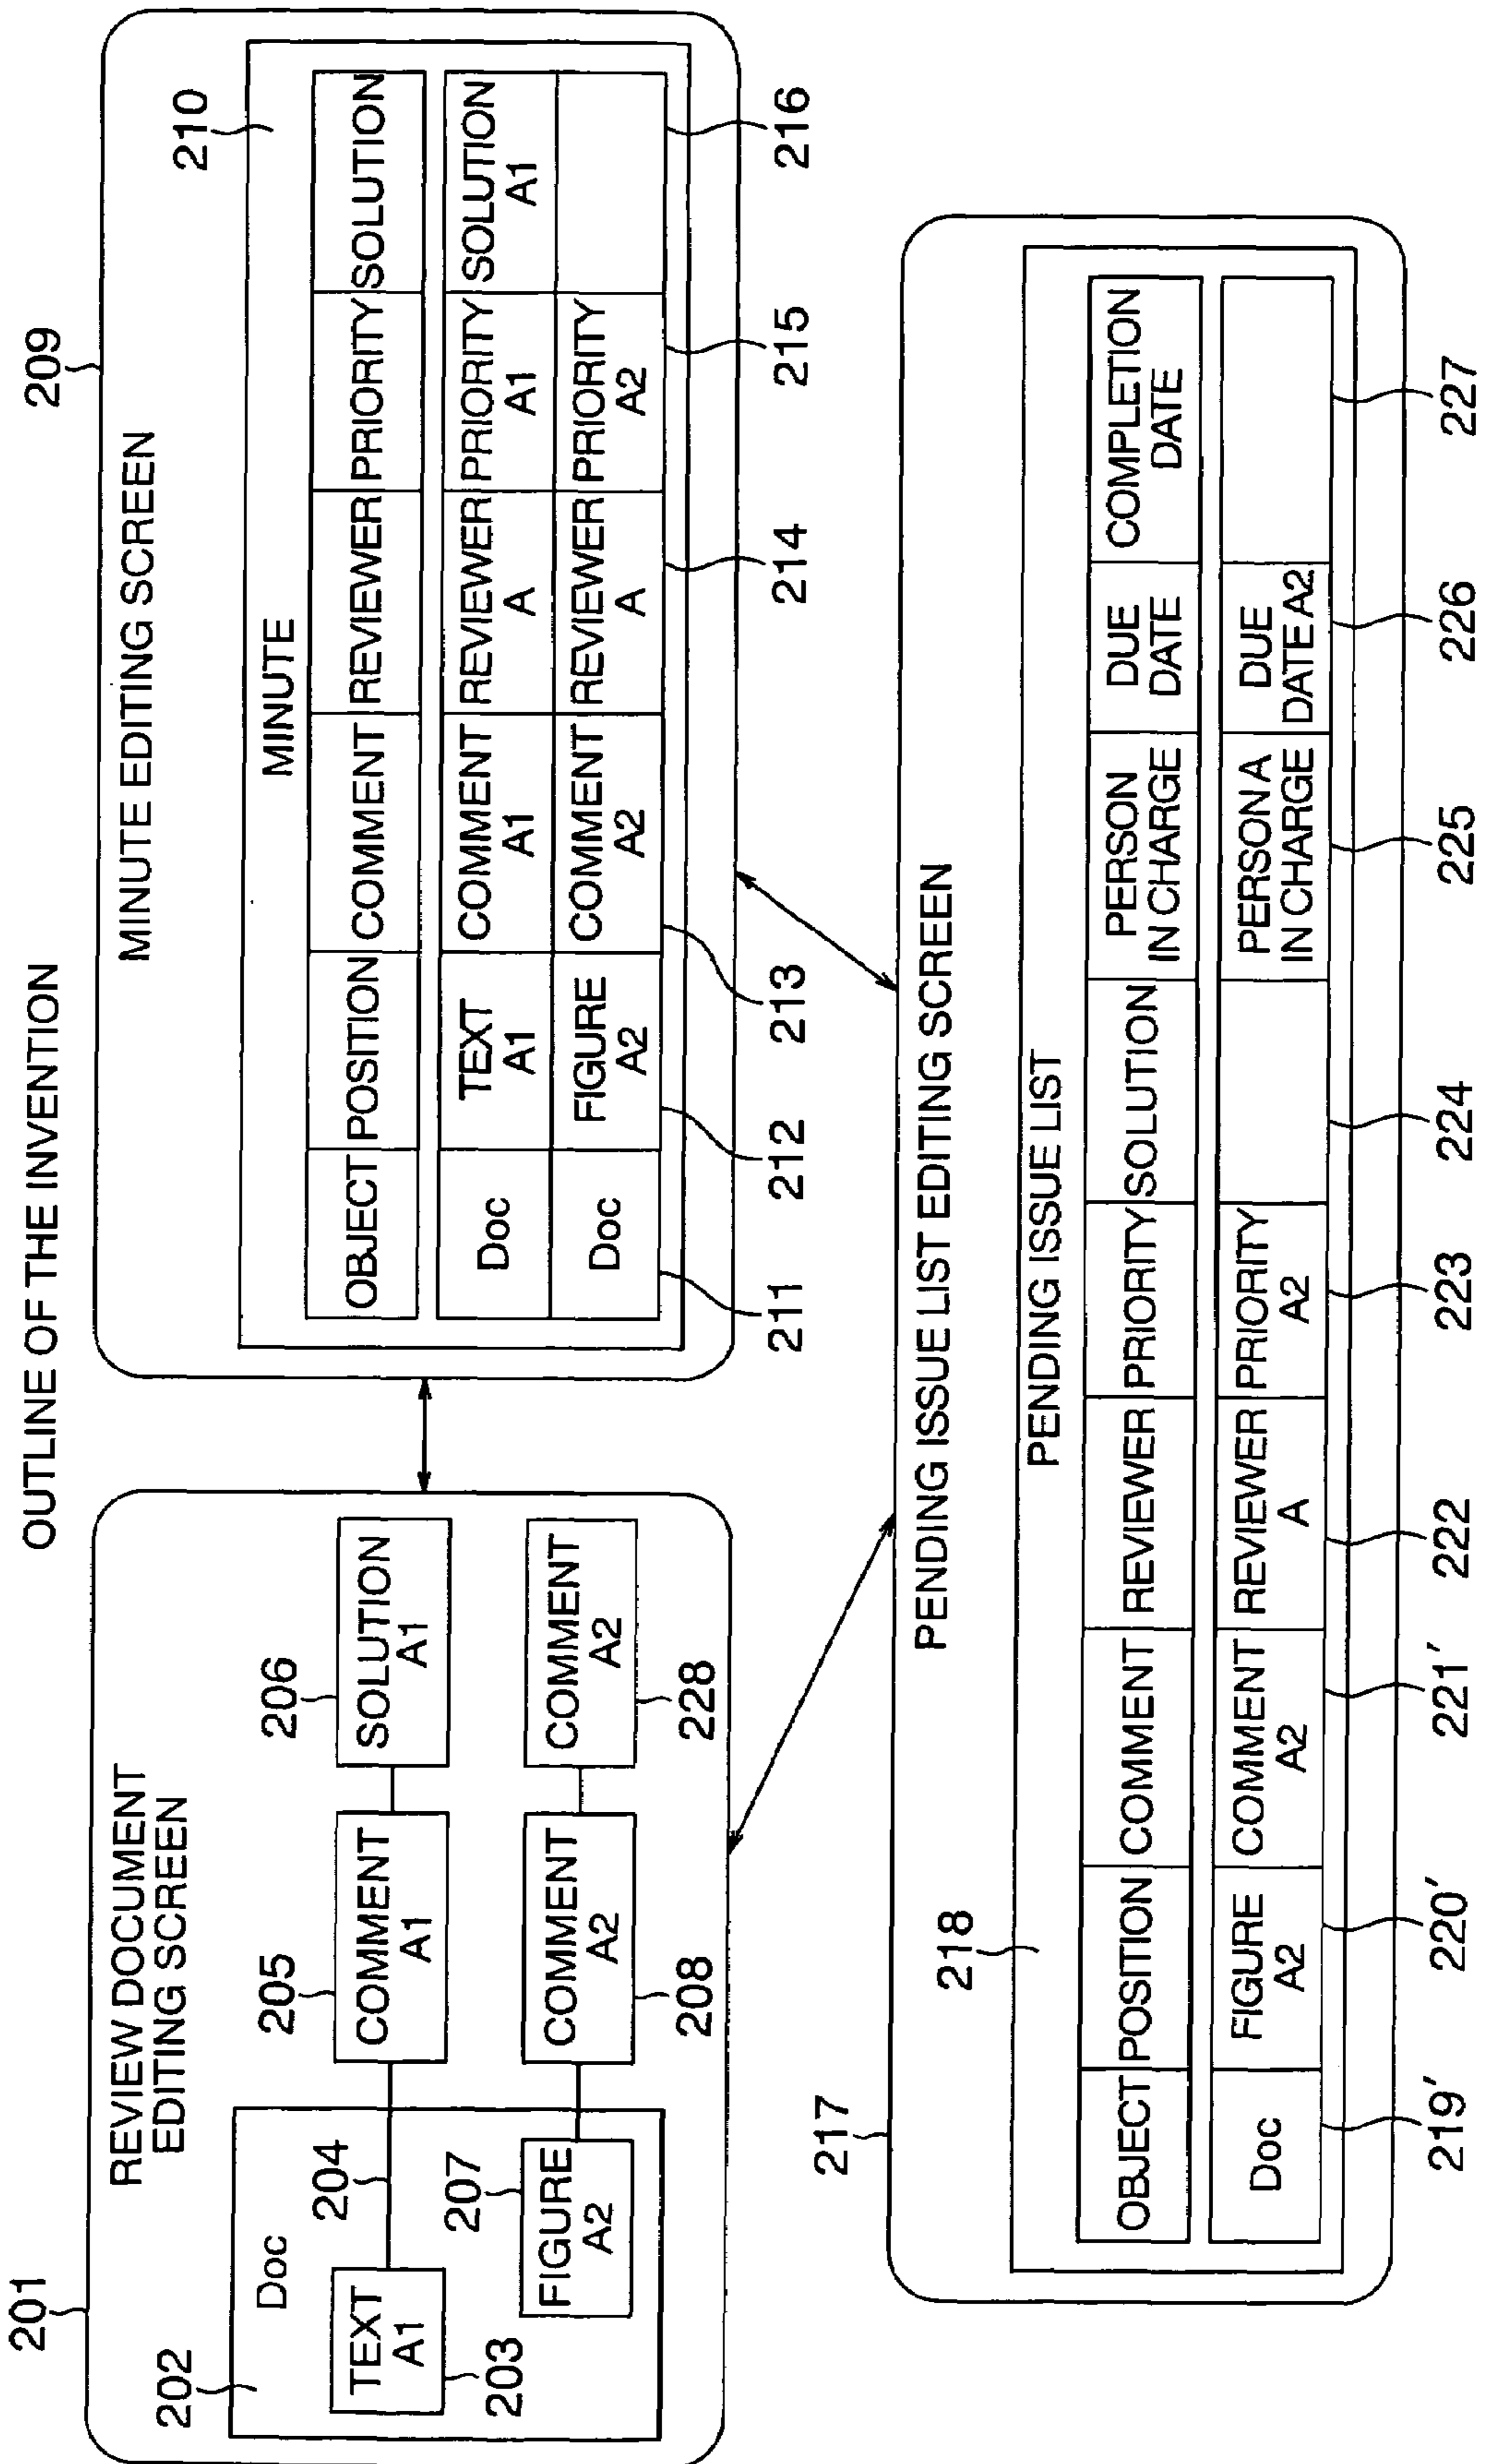 OUTLINE OF THE INVENTION
201
REVIEW DOCUMENT
EDITING SCREEN
202
Doc
204
TEXT
A1
203
207
FIGURE
A2
205
COMMENT
A1
206
SOLUTION
A1
COMMENT
A2
208
COMMENT
A2
228
209
MINUTE EDITING SCREEN
210
MINUTE
OBJECT POSITION COMMENT REVIEWER PRIORITY SOLUTION
Doc TEXT A1 COMMENT A1 REVIEWER A PRIORITY A1 SOLUTION A1
Doc FIGURE A2 COMMENT A2 REVIEWER A PRIORITY A2
211 212 213 214 215 216
217
PENDING ISSUE LIST EDITING SCREEN
218
PENDING ISSUE LIST
OBJECT POSITION COMMENT REVIEWER PRIORITY SOLUTION PERSON IN CHARGE DUE DATE COMPLETION DATE
Doc FIGURE A2 COMMENT A2 REVIEWER A PRIORITY A2 PERSON A IN CHARGE DUE DATE A2
219′ 220′ 221′ 222 223 224 225 226 227